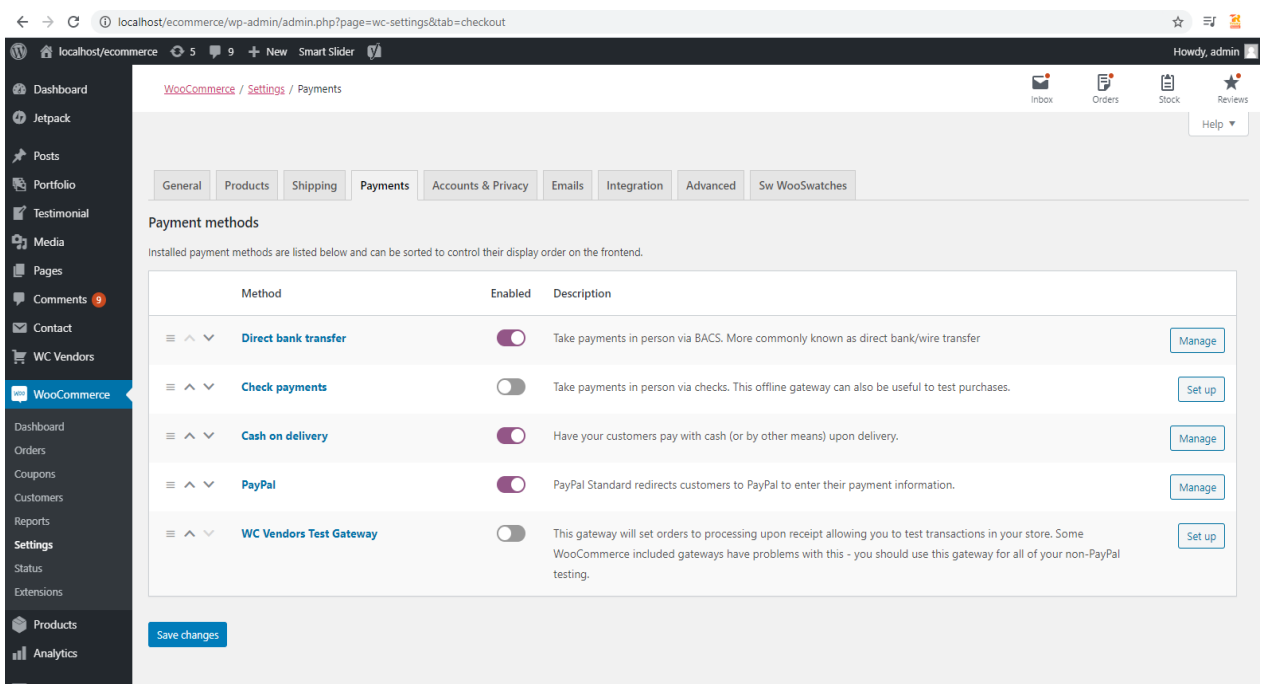 localhost/ecommerce/wp-admin/admin.php?page=wc-settings&tab=checkout
localhost/ecommerce 5 9 New Smart Slider Howdy, admin
Dashboard
Jetpack
Posts
Portfolio
Testimonial
Media
Pages
Comments 9
Contact
WC Vendors
WooCommerce
Dashboard
Orders
Coupons
Customers
Reports
Settings
Status
Extensions
Products
Analytics
WooCommerce / Settings / Payments
Inbox Orders Stock Reviews
Help
General Products Shipping Payments Accounts & Privacy Emails Integration Advanced Sw WooSwatches
Payment methods
Installed payment methods are listed below and can be sorted to control their display order on the frontend.
Method Enabled Description
Direct bank transfer Take payments in person via BACS. More commonly known as direct bank/wire transfer Manage
Check payments Take payments in person via checks. This offline gateway can also be useful to test purchases. Set up
Cash on delivery Have your customers pay with cash (or by other means) upon delivery. Manage
PayPal PayPal Standard redirects customers to PayPal to enter their payment information. Manage
WC Vendors Test Gateway This gateway will set orders to processing upon receipt allowing you to test transactions in your store. Some Set up
WooCommerce included gateways have problems with this - you should use this gateway for all of your non-PayPal
testing.
Save changes